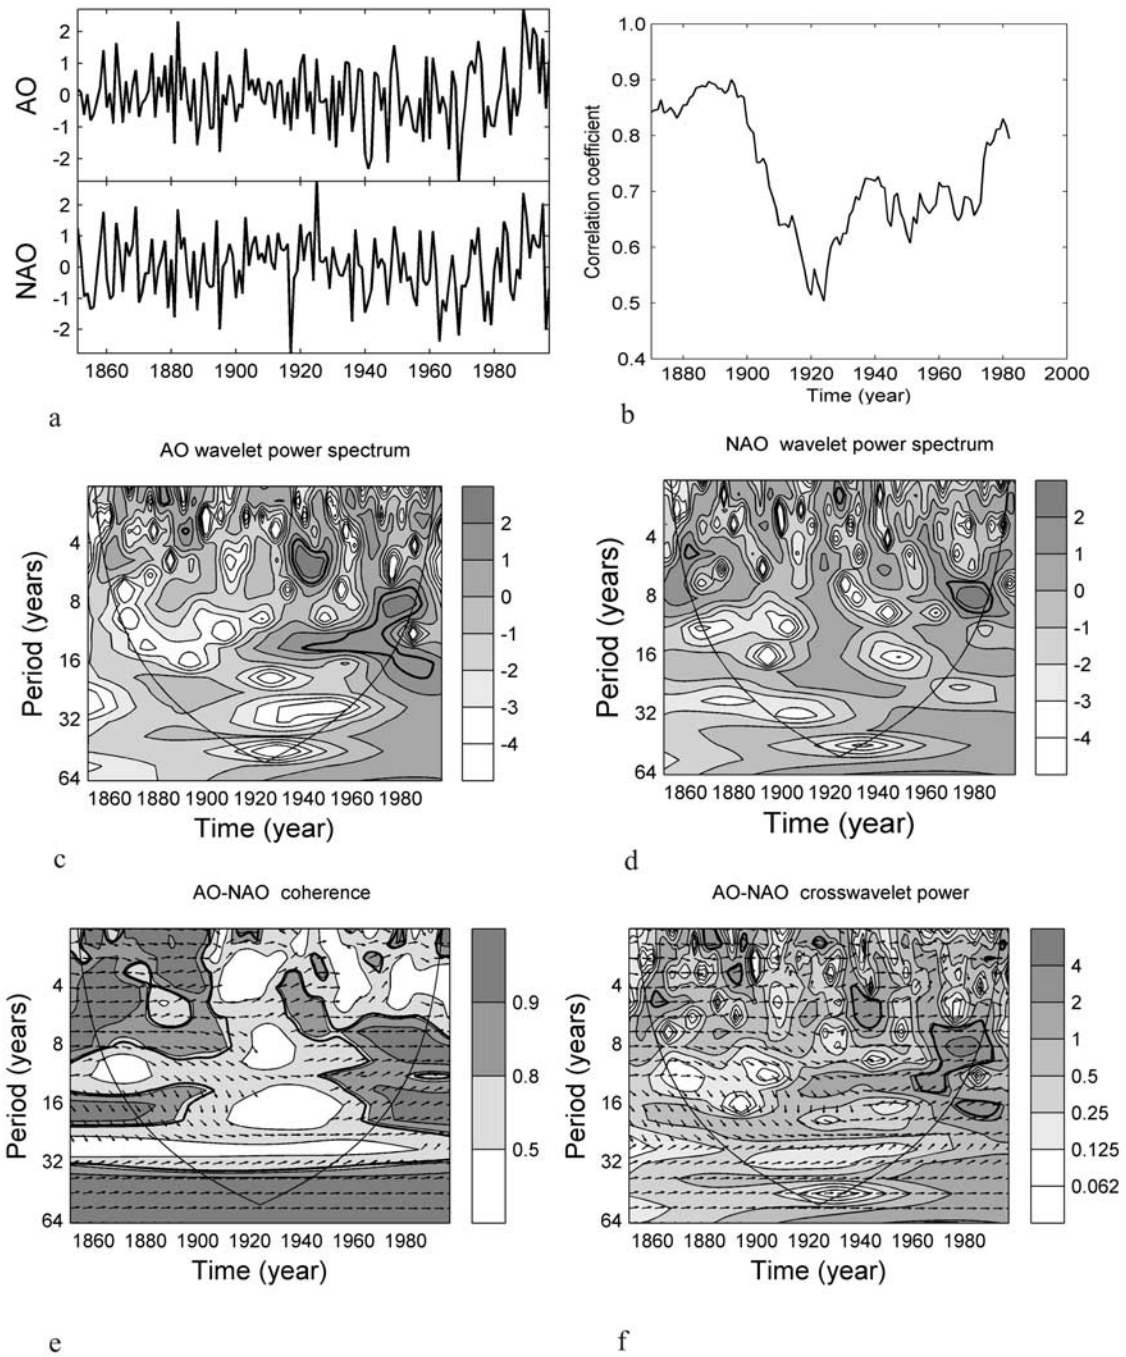 AO
2
1
0
-1
-2
NAO
2
1
0
-1
-2
1860 1880 1900 1920 1940 1960 1980
a
Correlation coefficient
1.0
0.9
0.8
0.7
0.6
0.5
0.4
1880 1900 1920 1940 1960 1980 2000
Time (year)
b
AO wavelet power spectrum
Period (years)
4
8
16
32
64
1860 1880 1900 1920 1940 1960 1980
Time (year)
2
1
0
-1
-2
-3
-4
c
NAO wavelet power spectrum
Period (years)
4
8
16
32
64
1860 1880 1900 1920 1940 1960 1980
Time (year)
2
1
0
-1
-2
-3
-4
d
AO-NAO coherence
Period (years)
4
8
16
32
64
1860 1880 1900 1920 1940 1960 1980
Time (year)
0.9
0.8
0.5
e
AO-NAO crosswavelet power
Period (years)
4
8
16
32
64
1860 1880 1900 1920 1940 1960 1980
Time (year)
4
2
1
0.5
0.25
0.125
0.062
f